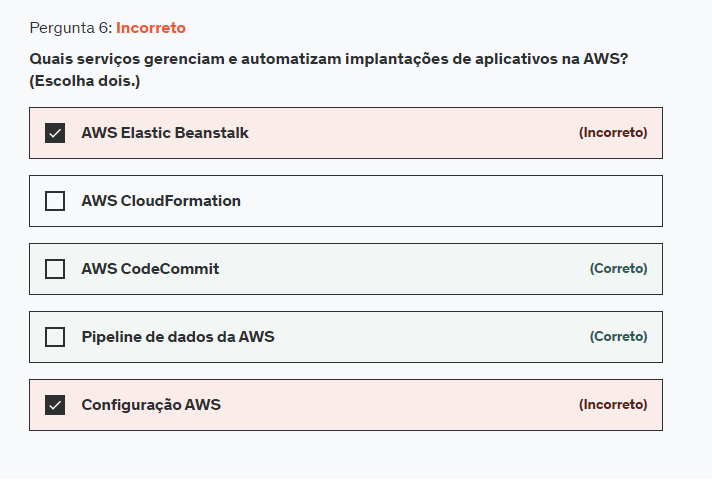 Pergunta 6: Incorreto
Quais serviços gerenciam e automatizam implantações de aplicativos na AWS?
(Escolha dois.)
AWS Elastic Beanstalk (Incorreto)
AWS CloudFormation
AWS CodeCommit (Correto)
Pipeline de dados da AWS (Correto)
Configuração AWS (Incorreto)